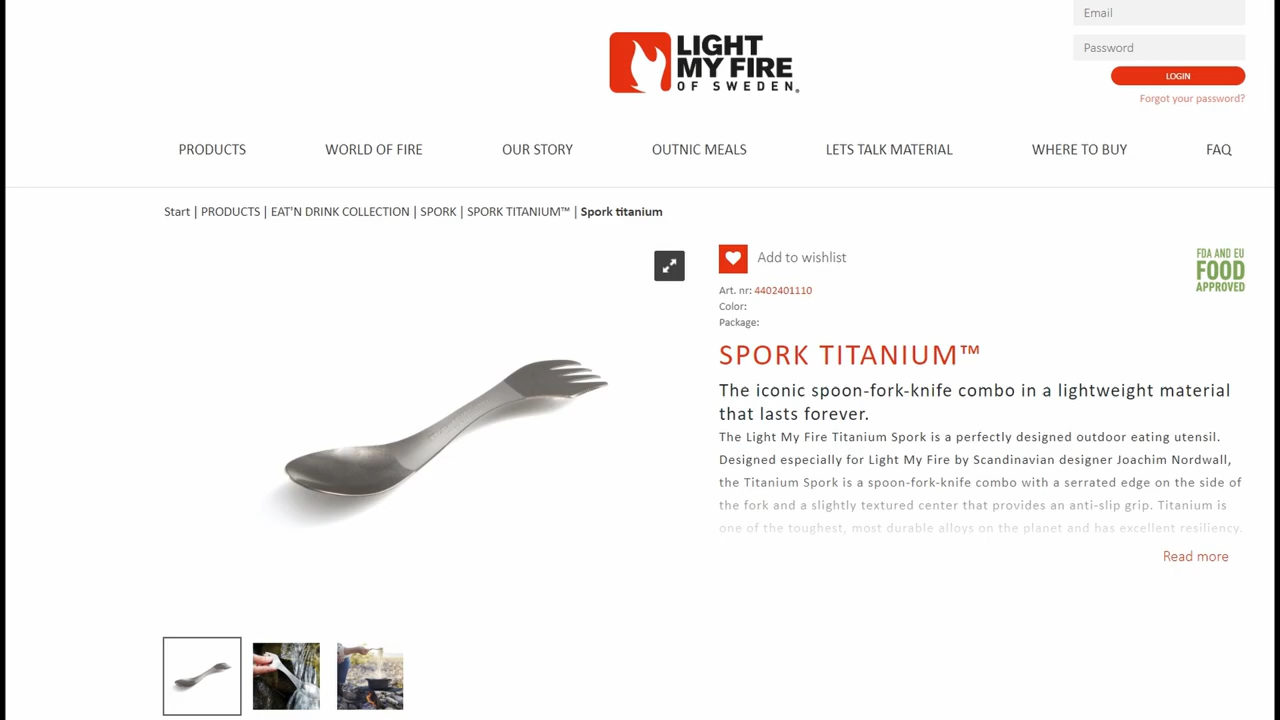 Email
Password
LOGIN
Forgot your password?
LIGHT
MY FIRE
OF SWEDEN®
PRODUCTS
WORLD OF FIRE
OUR STORY
OUTNIC MEALS
LETS TALK MATERIAL
WHERE TO BUY
FAQ
Start | PRODUCTS | EAT'N DRINK COLLECTION | SPORK | SPORK TITANIUM™ | Spork titanium
Add to wishlist
FDA AND EU
FOOD
APPROVED
Art. nr: 4402401110
Color:
Package:
SPORK TITANIUM™
The iconic spoon-fork-knife combo in a lightweight material
that lasts forever.
The Light My Fire Titanium Spork is a perfectly designed outdoor eating utensil.
Designed especially for Light My Fire by Scandinavian designer Joachim Nordwall,
the Titanium Spork is a spoon-fork-knife combo with a serrated edge on the side of
the fork and a slightly textured center that provides an anti-slip grip. Titanium is
one of the toughest, most durable alloys on the planet and has excellent resiliency.
Read more